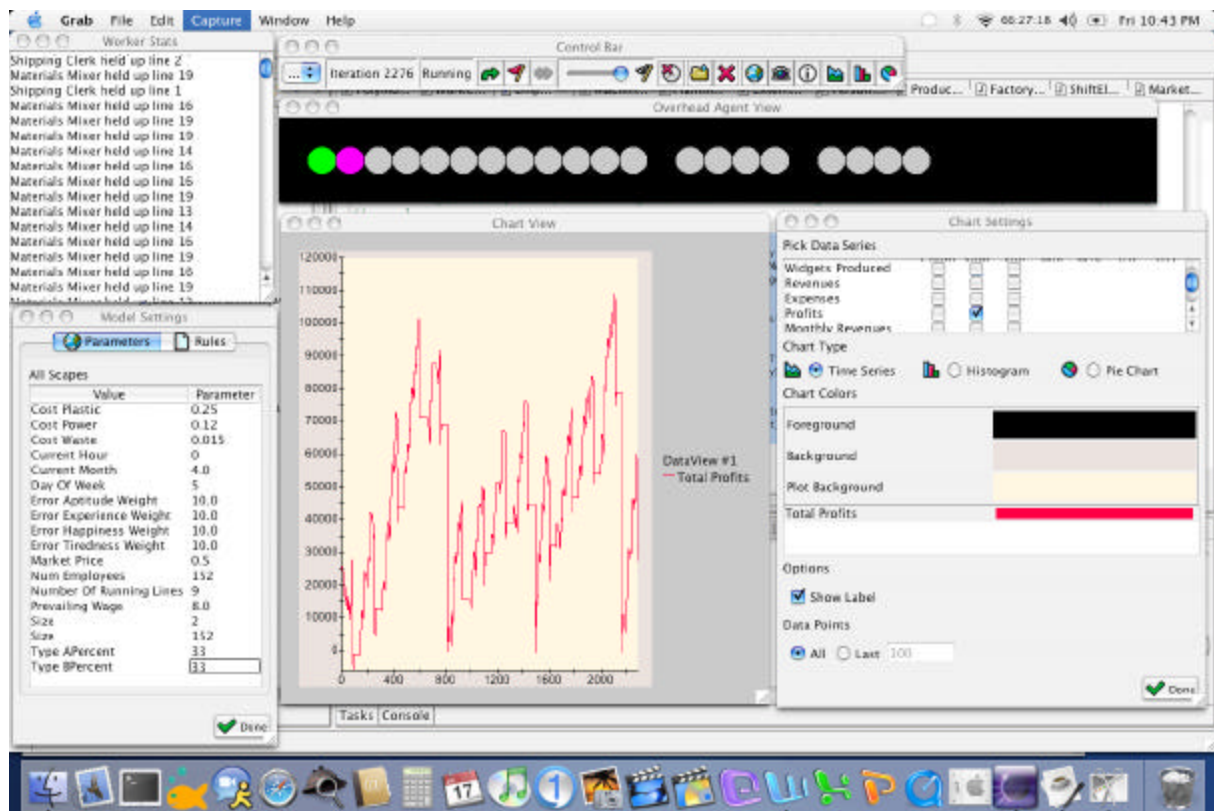 Grab File Edit Capture Window Help
06:27:18
Fri 10:43 PM
Worker Stats
Shipping Clerk held up line 2
Materials Mixer held up line 19
Shipping Clerk held up line 1
Materials Mixer held up line 16
Materials Mixer held up line 19
Materials Mixer held up line 19
Materials Mixer held up line 14
Materials Mixer held up line 16
Materials Mixer held up line 16
Materials Mixer held up line 19
Materials Mixer held up line 13
Materials Mixer held up line 14
Materials Mixer held up line 16
Materials Mixer held up line 19
Materials Mixer held up line 16
Materials Mixer held up line 19
Control Bar
... Iteration 2276 Running
Produc... Factory... ShiftEl... Market...
Overhead Agent View
Chart View
120000
110000
100000
90000
80000
70000
60000
50000
40000
30000
20000
10000
0
0 400 800 1200 1600 2000
DataView #1
Total Profits
Tasks Console
Model Settings
Parameters Rules
All Scapes
Value Parameter
Cost Plastic 0.25
Cost Power 0.12
Cost Waste 0.015
Current Hour 0
Current Month 4.0
Day Of Week 5
Error Aptitude Weight 10.0
Error Experience Weight 10.0
Error Happiness Weight 10.0
Error Tiredness Weight 10.0
Market Price 0.5
Num Employees 152
Number Of Running Lines 9
Prevailing Wage 8.0
Size 2
Size 152
Type APercent 33
Type BPercent 33
Done
Chart Settings
Pick Data Series
Widgets Produced
Revenues
Expenses
Profits
Monthly Revenues
Chart Type
Time Series Histogram Pie Chart
Chart Colors
Foreground
Background
Plot Background
Total Profits
Options
Show Label
Data Points
All Last 100
Done
17
1